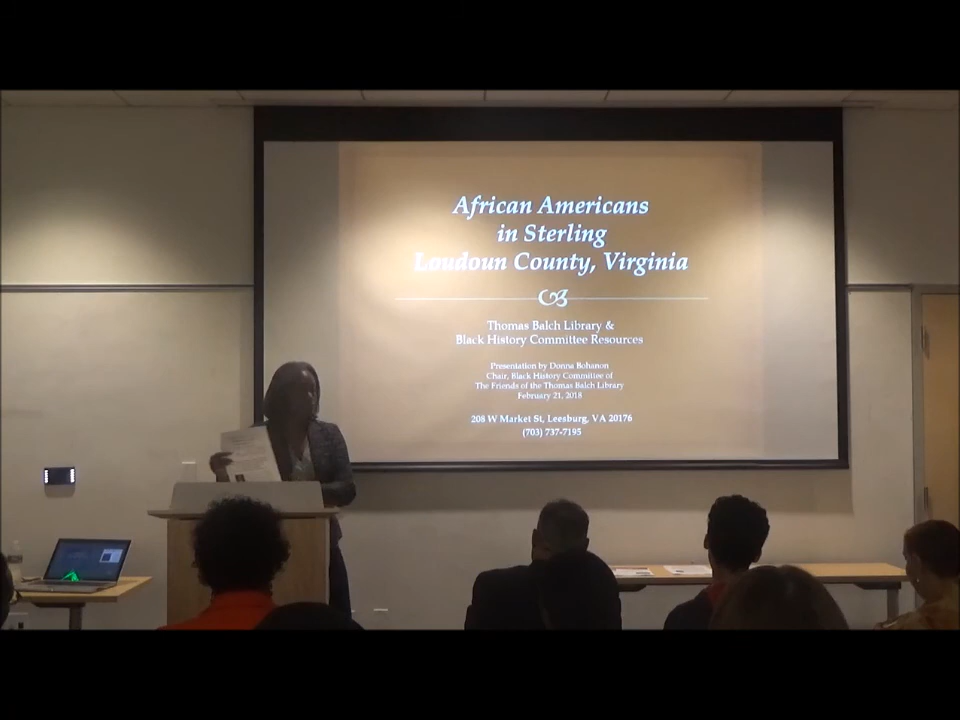 African Americans
in Sterling
Loudoun County, Virginia
Thomas Balch Library &
Black History Committee Resources
Presentation by Donna Bohanon
Chair, Black History Committee of
The Friends of the Thomas Balch Library
February 21, 2018
208 W Market St, Leesburg, VA 20176
(703) 737-7195